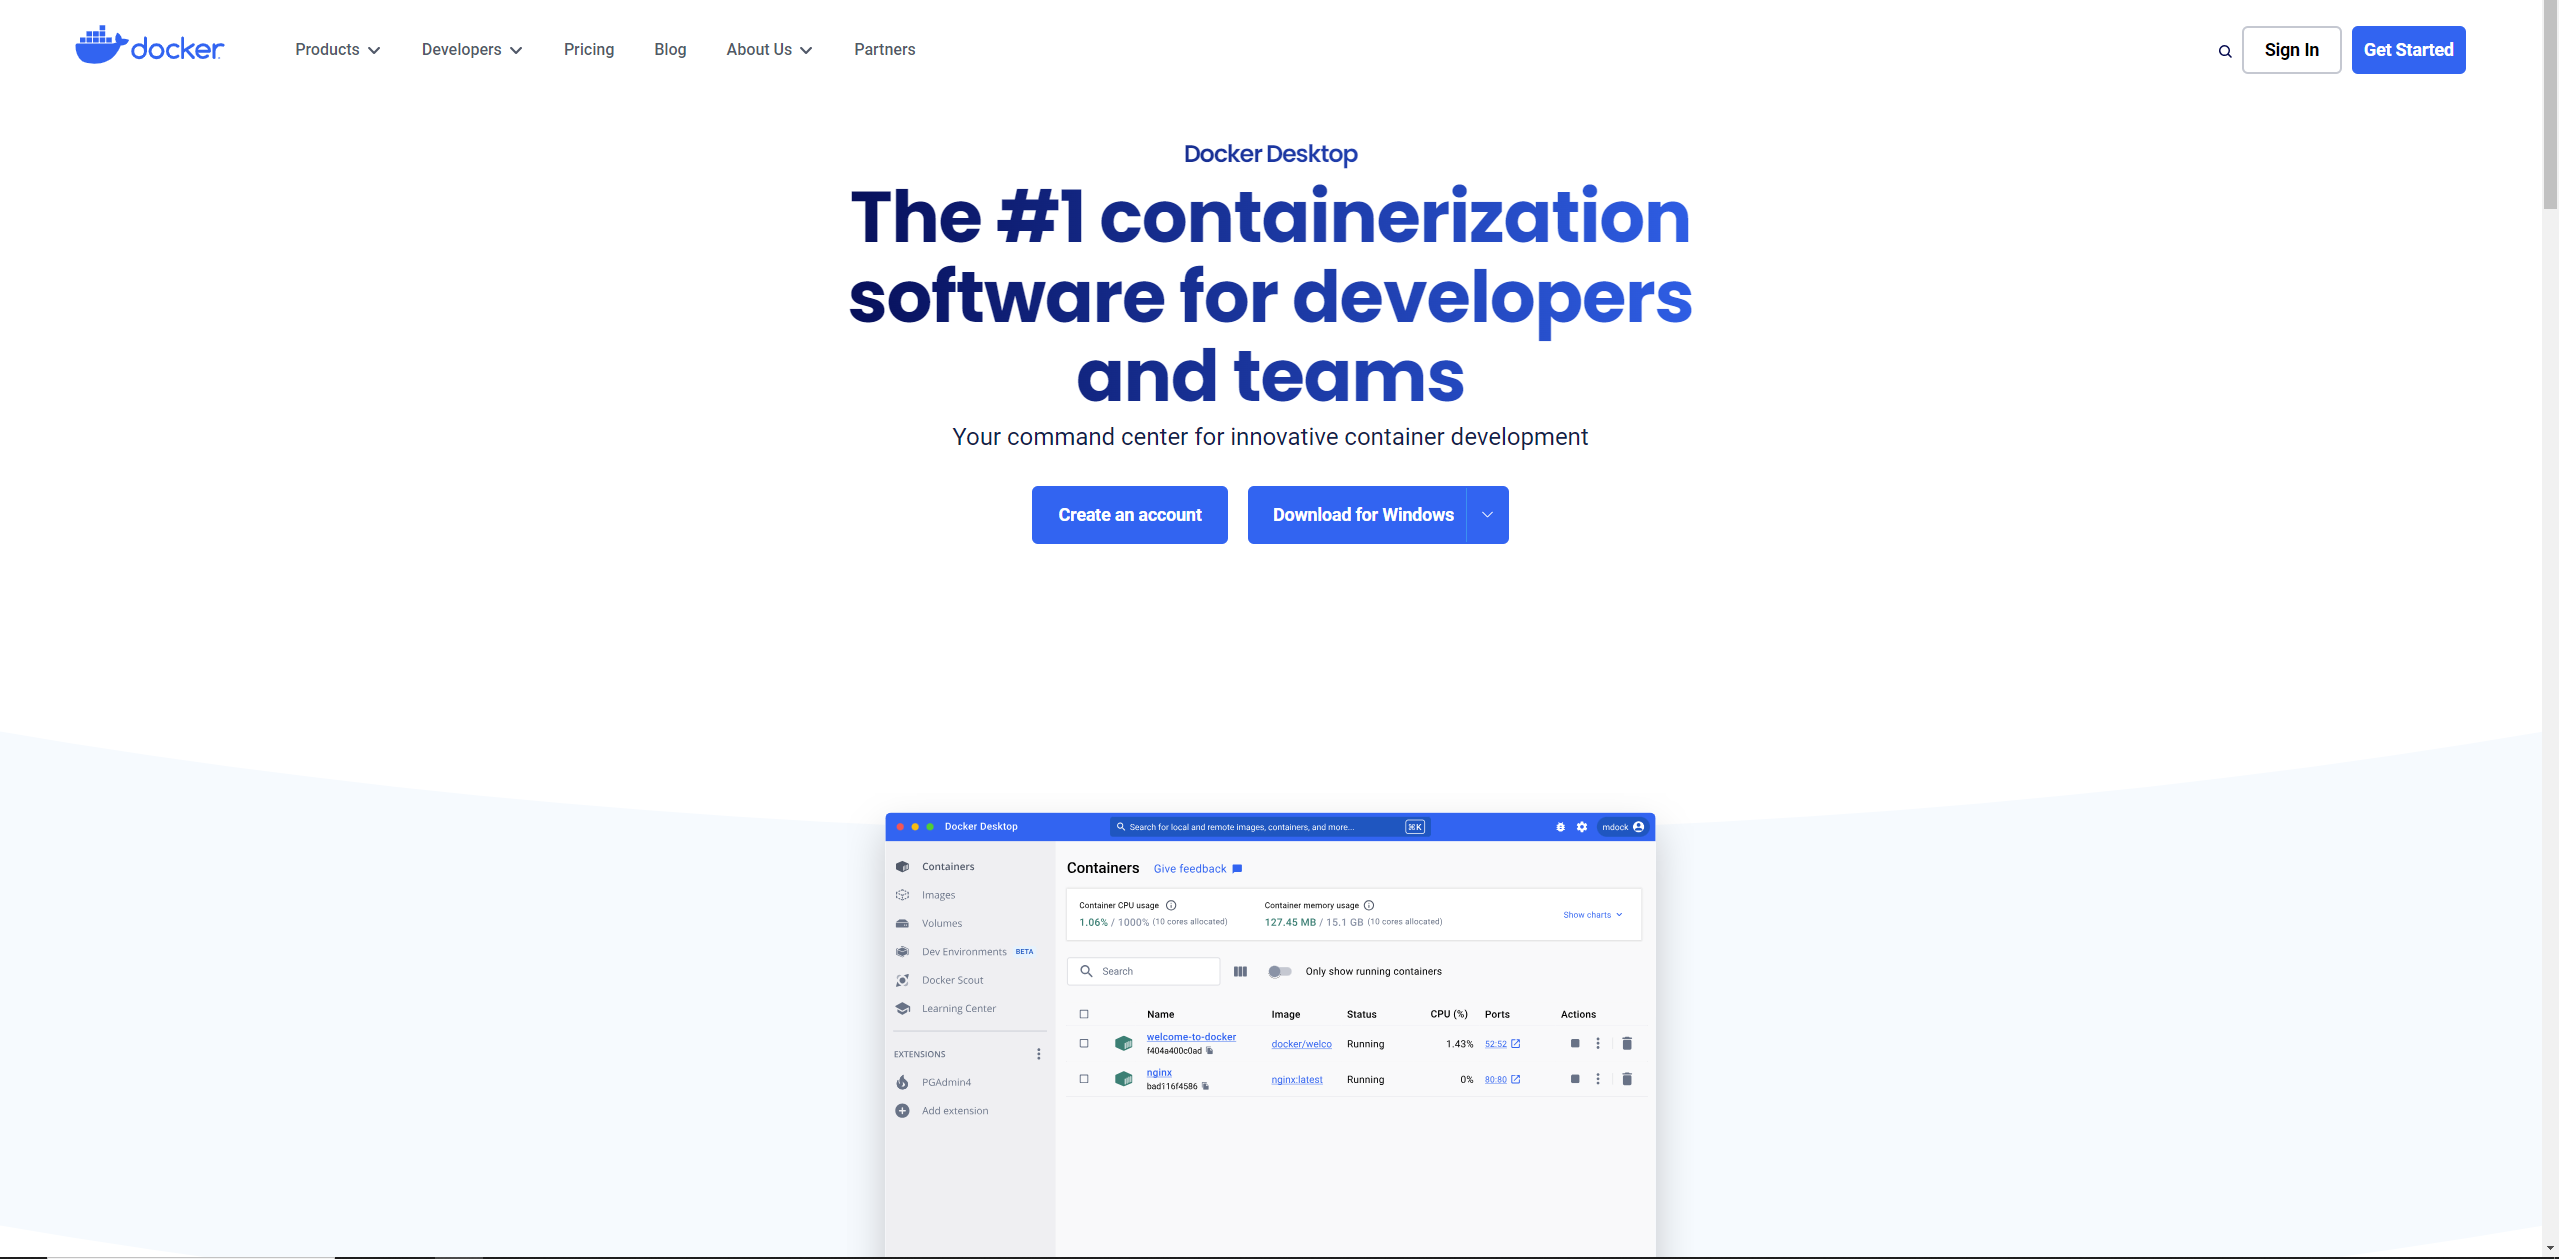 docker
Products Developers Pricing Blog About Us Partners
Sign In Get Started
Docker Desktop
The #1 containerization
software for developers
and teams
Your command center for innovative container development
Create an account Download for Windows
Docker Desktop Search for local and remote images, containers, and more... ⌘K mdock
Containers
Images
Volumes
Dev Environments BETA
Docker Scout
Learning Center
EXTENSIONS
PGAdmin4
Add extension
Containers Give feedback
Container CPU usage
1.06% / 1000% (10 cores allocated)
Container memory usage
127.45 MB / 15.1 GB (10 cores allocated)
Show charts
Search Only show running containers
Name Image Status CPU (%) Ports Actions
welcome-to-docker docker/welco Running 1.43% 52:52
f404a400c0ad
nginx nginx:latest Running 0% 80:80
bad116f4586